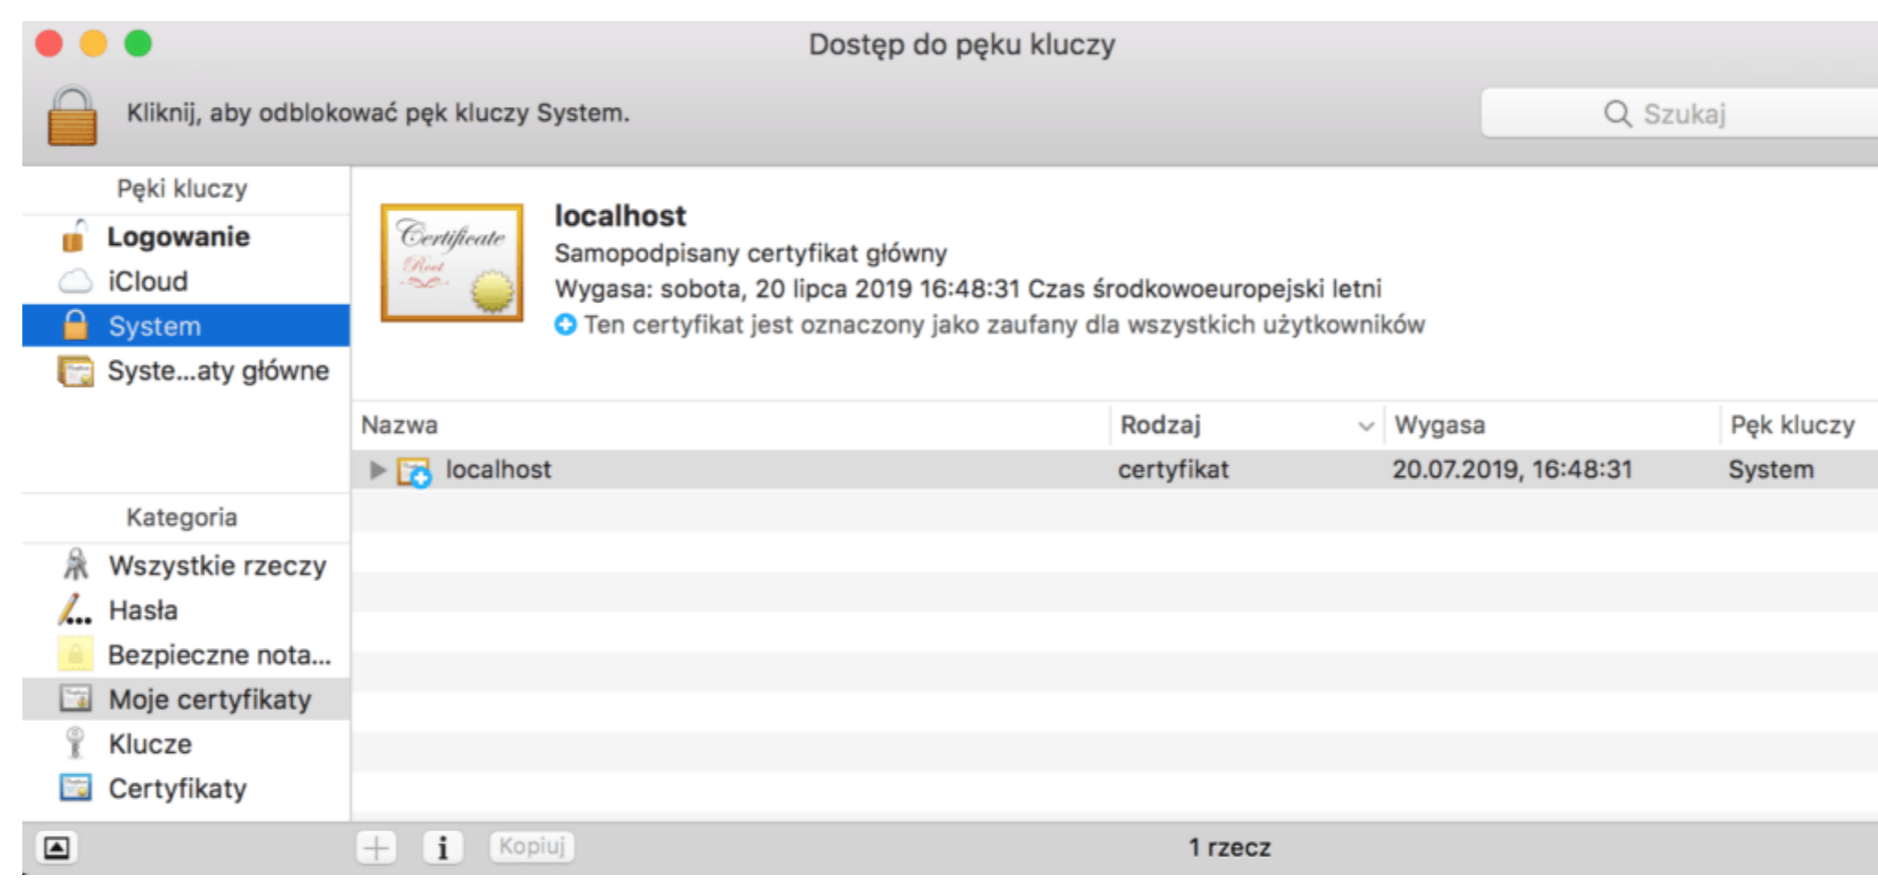 Dostęp do pęku kluczy
Kliknij, aby odblokować pęk kluczy System.
Szukaj
Pęki kluczy
Logowanie
iCloud
System
Syste...aty główne
Certificate
Root
localhost
Samopodpisany certyfikat główny
Wygasa: sobota, 20 lipca 2019 16:48:31 Czas środkowoeuropejski letni
Ten certyfikat jest oznaczony jako zaufany dla wszystkich użytkowników
Nazwa Rodzaj Wygasa Pęk kluczy
localhost certyfikat 20.07.2019, 16:48:31 System
Kategoria
Wszystkie rzeczy
Hasła
Bezpieczne nota...
Moje certyfikaty
Klucze
Certyfikaty
Kopiuj
1 rzecz